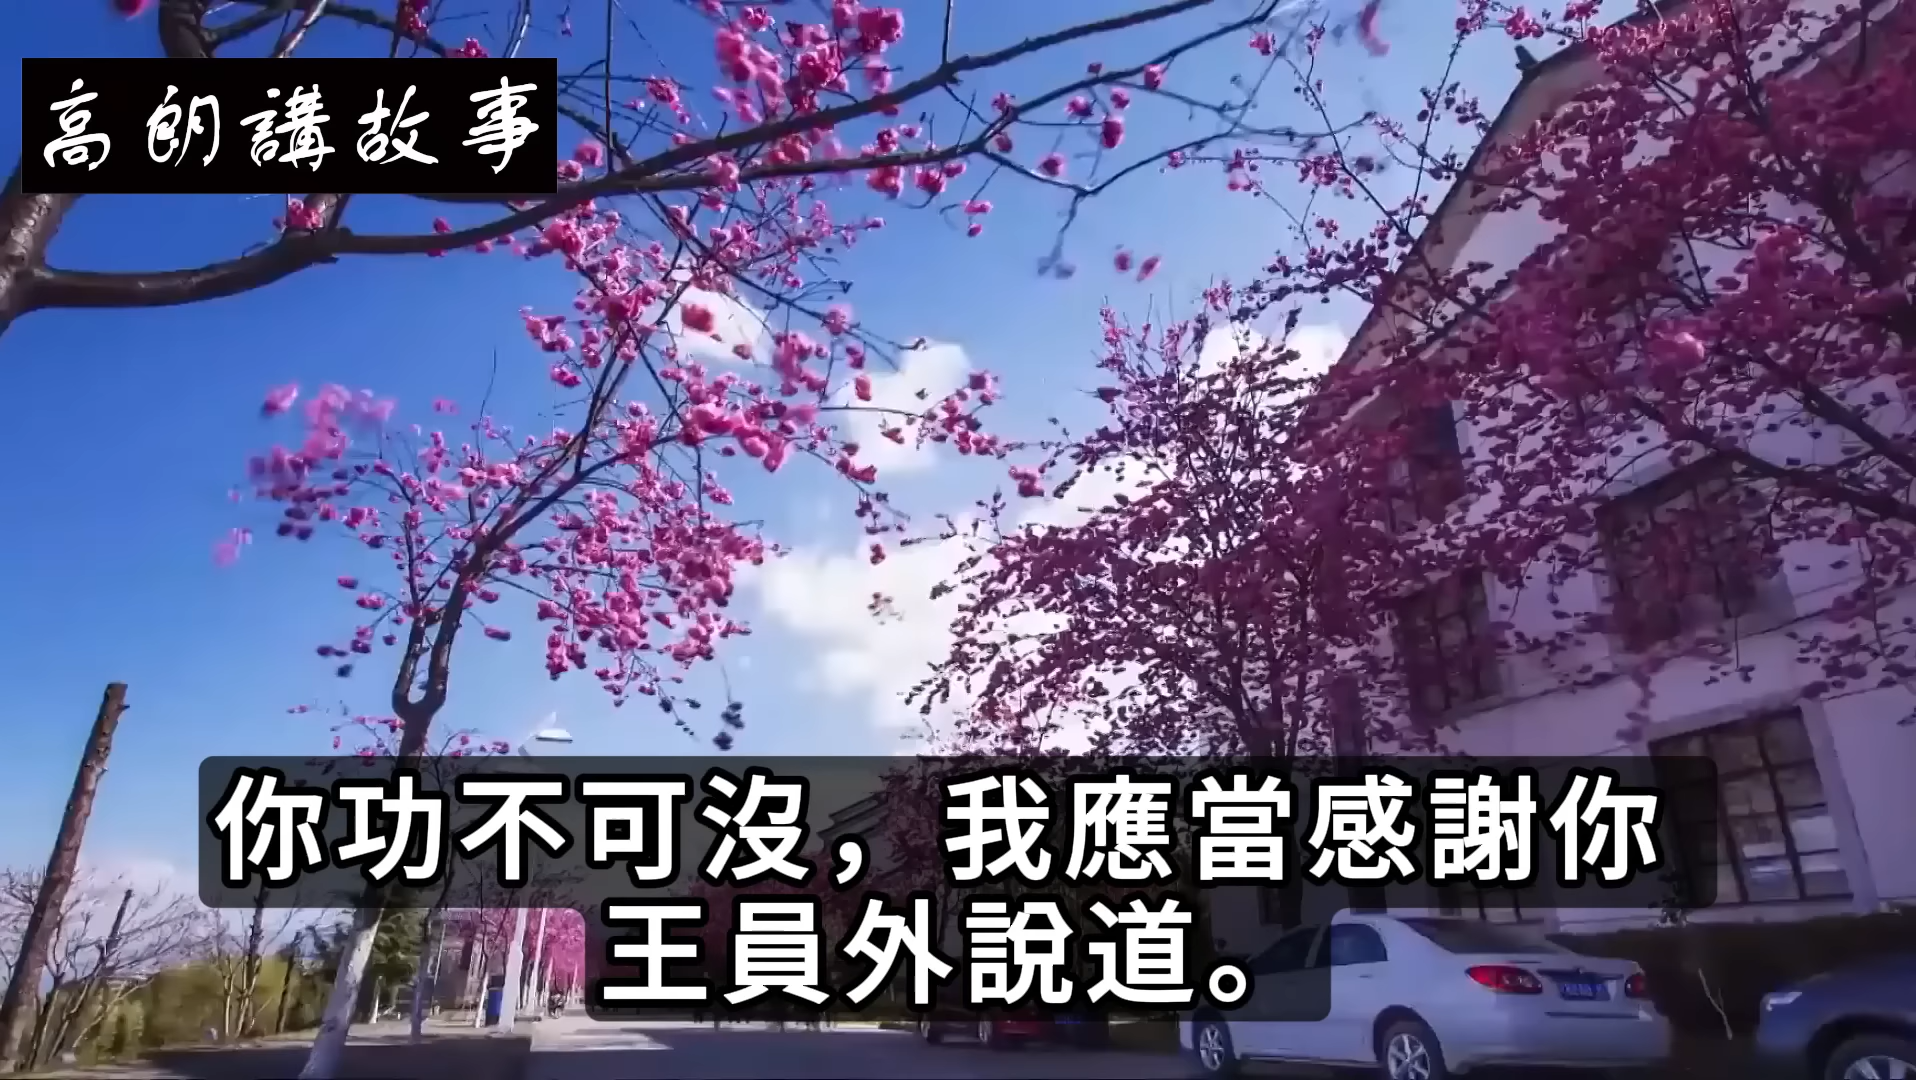 高朗講故事
你功不可沒，我應當感謝你
王員外說道。